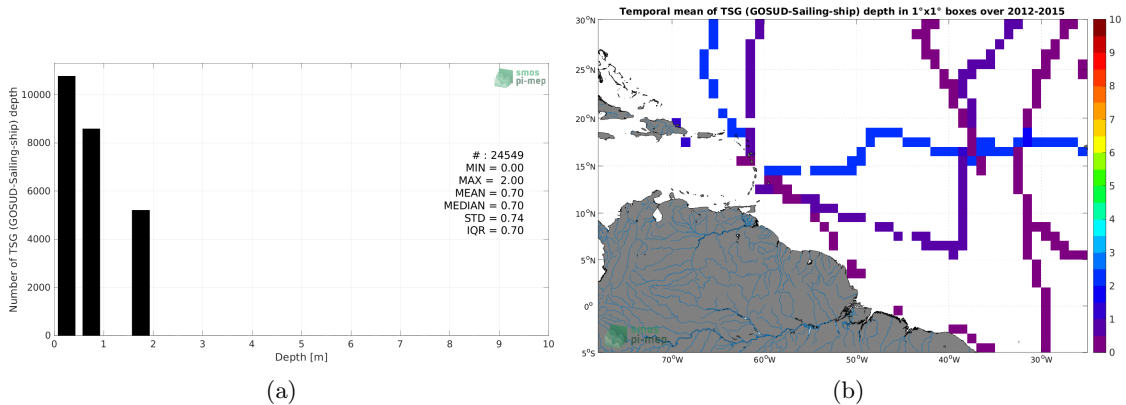 Number of TSG (GOSUD-Sailing-ship) depth
10000
8000
6000
4000
2000
0
0 1 2 3 4 5 6 7 8 9 10
Depth [m]
smos
pi-mep
# : 24549
MIN = 0.00
MAX = 2.00
MEAN = 0.70
MEDIAN = 0.70
STD = 0.74
IQR = 0.70
(a)
Temporal mean of TSG (GOSUD-Sailing-ship) depth in 1°x1° boxes over 2012-2015
30°N
25°N
20°N
15°N
10°N
5°N
0°
5°S
70°W 60°W 50°W 40°W 30°W
smos
pi-mep
10
9
8
7
6
5
4
3
2
1
0
(b)